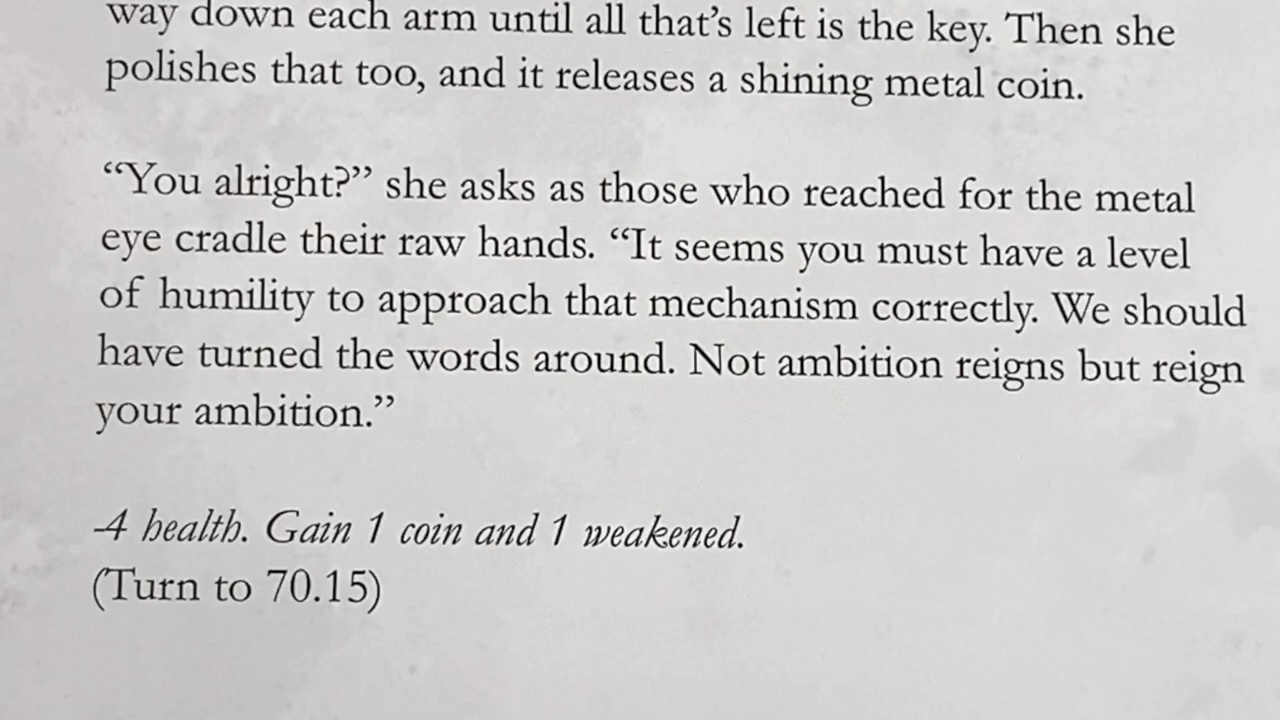 way down each arm until all that’s left is the key. Then she
polishes that too, and it releases a shining metal coin.
“You alright?” she asks as those who reached for the metal
eye cradle their raw hands. “It seems you must have a level
of humility to approach that mechanism correctly. We should
have turned the words around. Not ambition reigns but reign
your ambition.”
-4 health. Gain 1 coin and 1 weakened.
(Turn to 70.15)